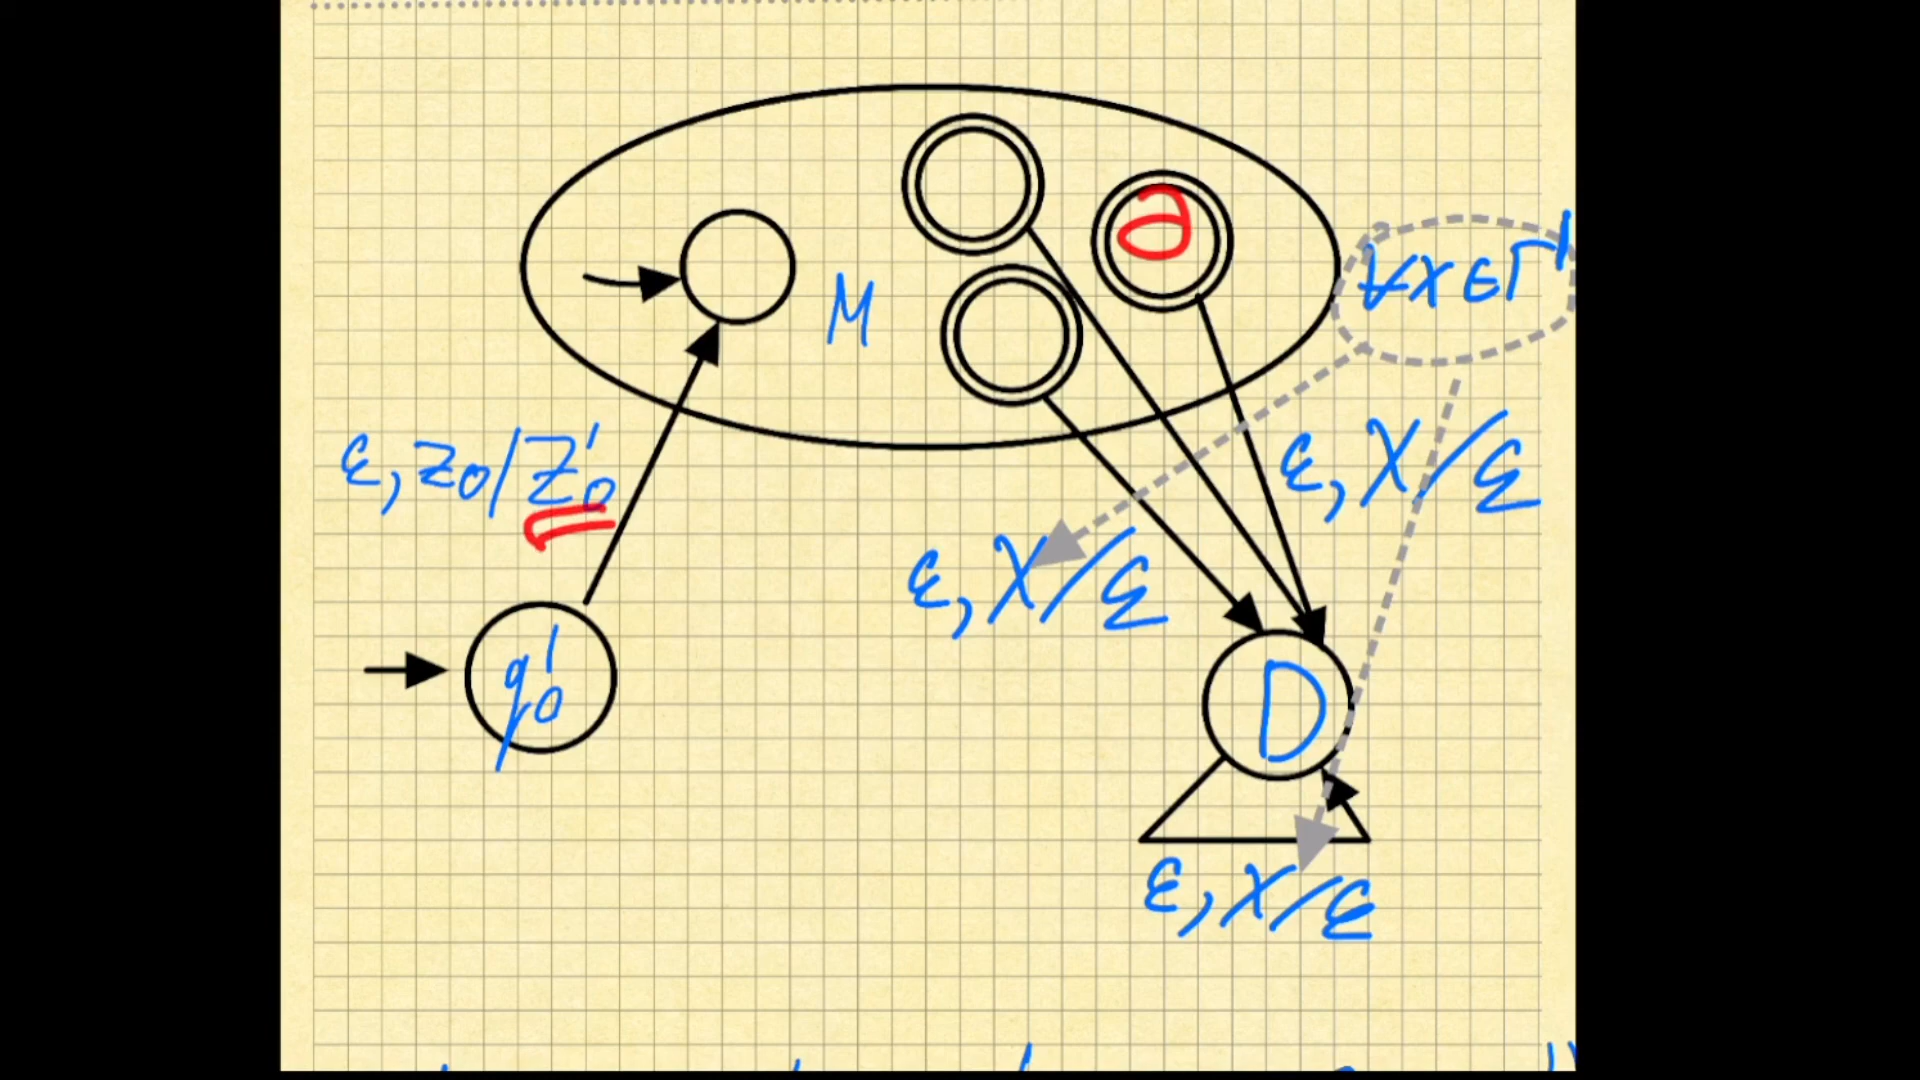 ∂
∀X∈Γ'
M
ε, Z₀/Z₀'
ε, X/ε
ε, X/ε
q₀'
D
ε, X/ε